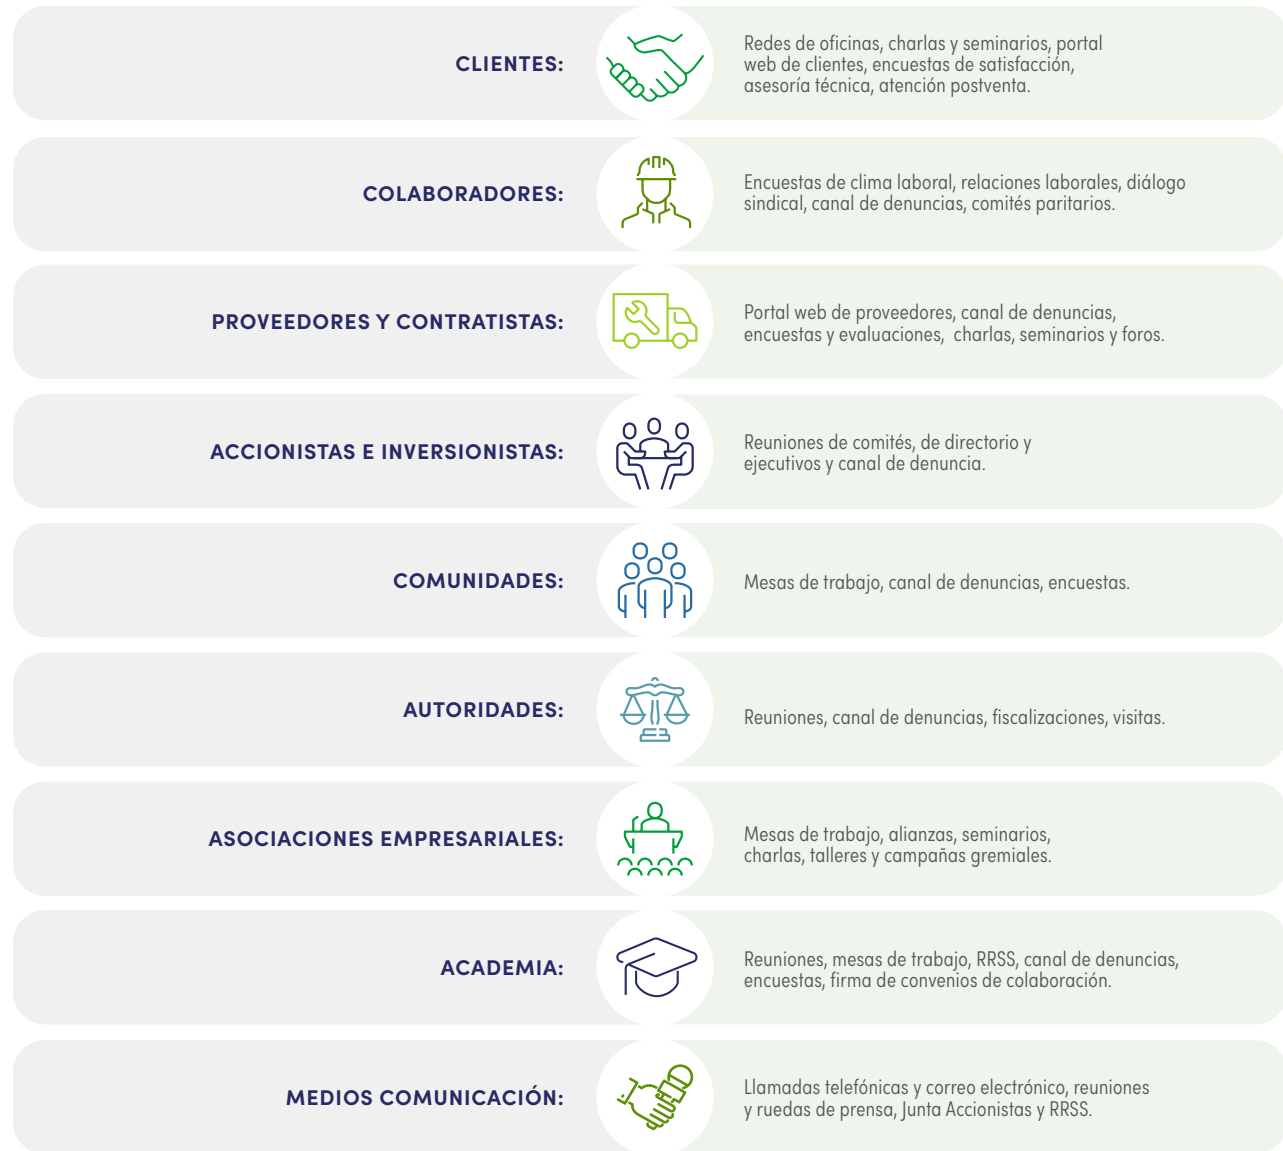 CLIENTES:
Redes de oficinas, charlas y seminarios, portal
web de clientes, encuestas de satisfacción,
asesoría técnica, atención postventa.
COLABORADORES:
Encuestas de clima laboral, relaciones laborales, diálogo
sindical, canal de denuncias, comités paritarios.
PROVEEDORES Y CONTRATISTAS:
Portal web de proveedores, canal de denuncias,
encuestas y evaluaciones, charlas, seminarios y foros.
ACCIONISTAS E INVERSIONISTAS:
Reuniones de comités, de directorio y
ejecutivos y canal de denuncia.
COMUNIDADES:
Mesas de trabajo, canal de denuncias, encuestas.
AUTORIDADES:
Reuniones, canal de denuncias, fiscalizaciones, visitas.
ASOCIACIONES EMPRESARIALES:
Mesas de trabajo, alianzas, seminarios,
charlas, talleres y campañas gremiales.
ACADEMIA:
Reuniones, mesas de trabajo, RRSS, canal de denuncias,
encuestas, firma de convenios de colaboración.
MEDIOS COMUNICACIÓN:
Llamadas telefónicas y correo electrónico, reuniones
y ruedas de prensa, Junta Accionistas y RRSS.